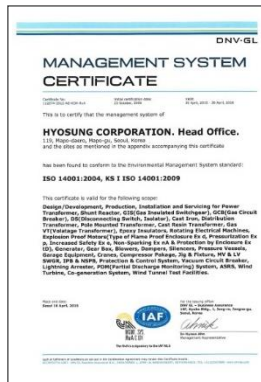 DNV·GL
MANAGEMENT SYSTEM
CERTIFICATE
This is to certify that the management system of
HYOSUNG CORPORATION. Head Office.
119, Mapo-daero, Mapo-gu, Seoul, Korea
and the sites as mentioned in the appendix accompanying this certificate
has been found to conform to the Environmental Management System standard:
ISO 14001:2004, KS I ISO 14001:2009
This certificate is valid for the following scope:
Design/Development, Production, Installation and Servicing for Power
Transformer, Shunt Reactor, GIS(Gas Insulated Switchgear), GCB(Gas Circuit
Breaker), DS(Disconnecting Switch, Isolator), Cast Iron, Distribution
Transformer, Pole Mounted Transformer, Cast Resin Transformer, Gas
VT(Valatage Transformer), Epoxy Insulators, Rotating Electrical Machines,
Explosion Proof Motors(Type of Flame Proof Enclosure Ex d, Pressurization Ex
p, Increased Safety Ex e, Non-Sparking Ex nA & Protection by Enclosure Ex
tD), Generator, Gear Box, Blowers, Dampers, Silencers, Pressure Vessels,
Garage Equipment, Cranes, Compressor Pakage, Jig & Fixture, MV & LV
SWGR, IPB & NSPB, Protection & Control System, Vacuum Circuit Breaker,
Lightning Arrester, PDM(Partial Discharge Monitoring) System, ASRS, Wind
Turbine, Co-generation System, Wind Tunnel Test Facilities.
IAF
Management Representative